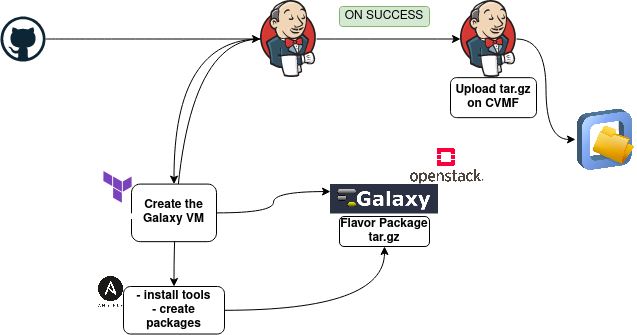 ON SUCCESS
Upload tar.gz
on CVMF
openstack.
Create the
Galaxy VM
Galaxy
Flavor Package
tar.gz
- install tools
- create
packages